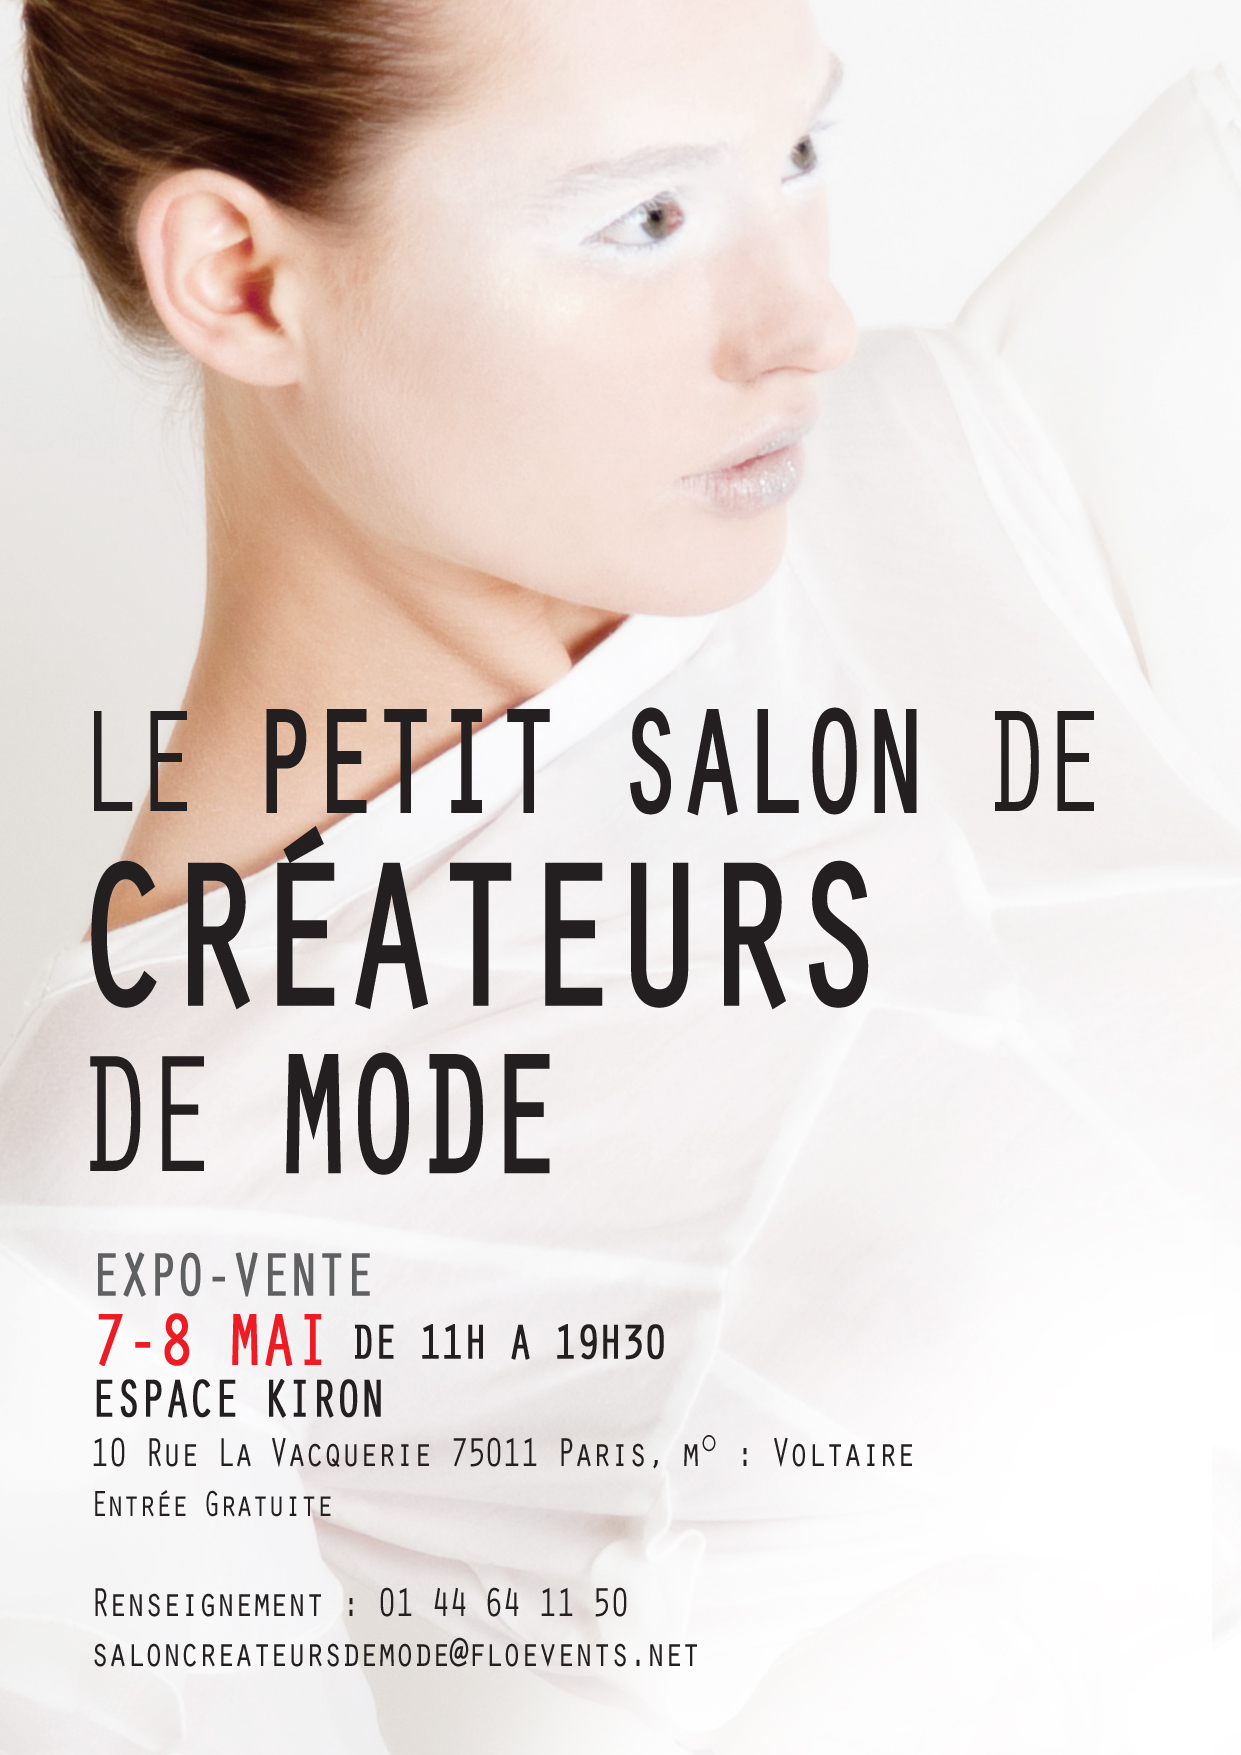 LE PETIT SALON DE
CRÉATEURS
DE MODE
EXPO-VENTE
7-8 MAI DE 11H A 19H30
ESPACE KIRON
10 RUE LA VACQUERIE 75011 PARIS, M° : VOLTAIRE
ENTRÉE GRATUITE
RENSEIGNEMENT : 01 44 64 11 50
SALONCREATEURSDEMODE@FLOEVENTS.NET